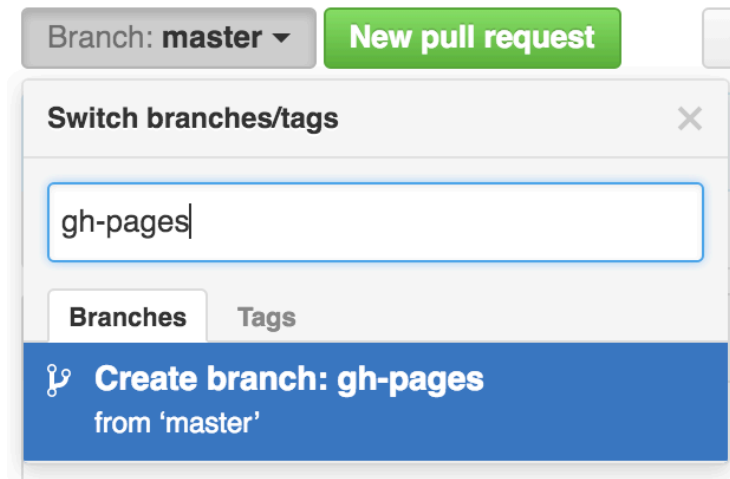 Branch: master
New pull request
Switch branches/tags
gh-pages
Branches
Tags
Create branch: gh-pages
from ‘master’